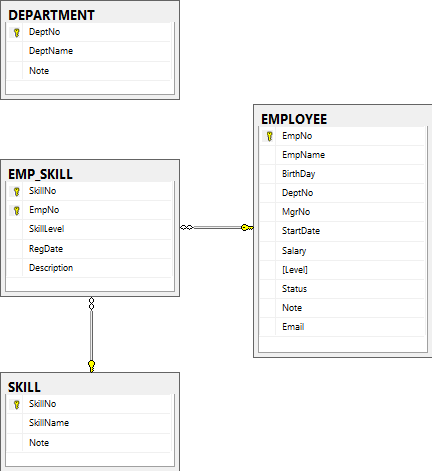 DEPARTMENT
DeptNo
DeptName
Note
EMPLOYEE
EmpNo
EmpName
BirthDay
DeptNo
MgrNo
StartDate
Salary
[Level]
Status
Note
Email
EMP_SKILL
SkillNo
EmpNo
SkillLevel
RegDate
Description
SKILL
SkillNo
SkillName
Note